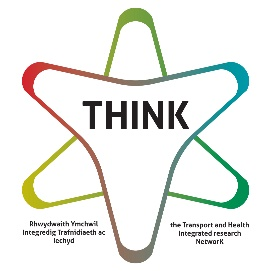 THINK
Rhwydwaith Ymchwil
Integredig Trafnidiaeth ac
Iechyd
the Transport and Health
Integrated research
NetworK